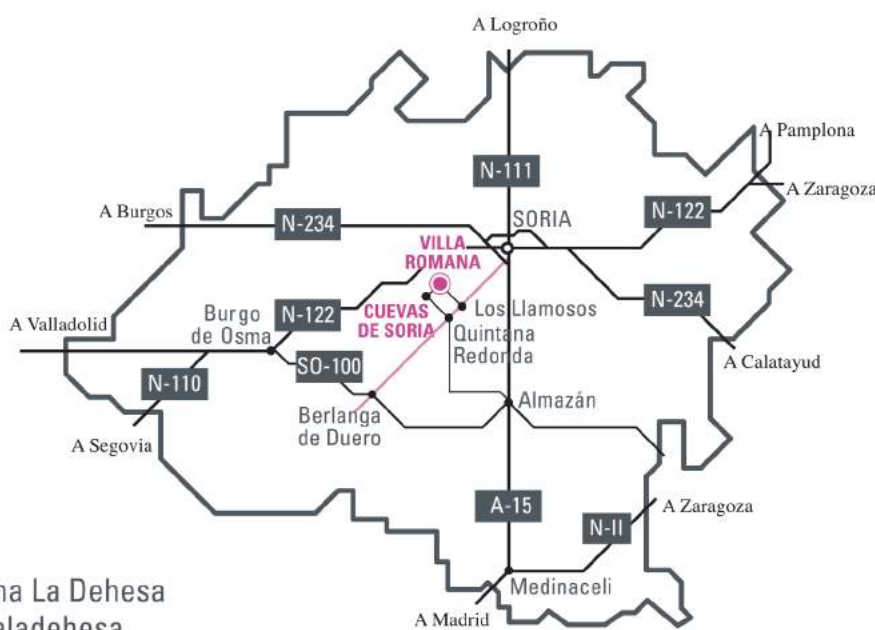 A Logroño
A Pamplona
N-111
A Zaragoza
A Burgos
N-234
SORIA
N-122
VILLA
ROMANA
CUEVAS
DE SORIA
Los Llamosos
N-234
A Valladolid
Burgo
de Osma
N-122
Quintana
Redonda
SO-100
A Calatayud
N-110
Berlanga
de Duero
Almazán
A Segovia
A-15
A Zaragoza
N-II
Medinaceli
A Madrid
La Dehesa